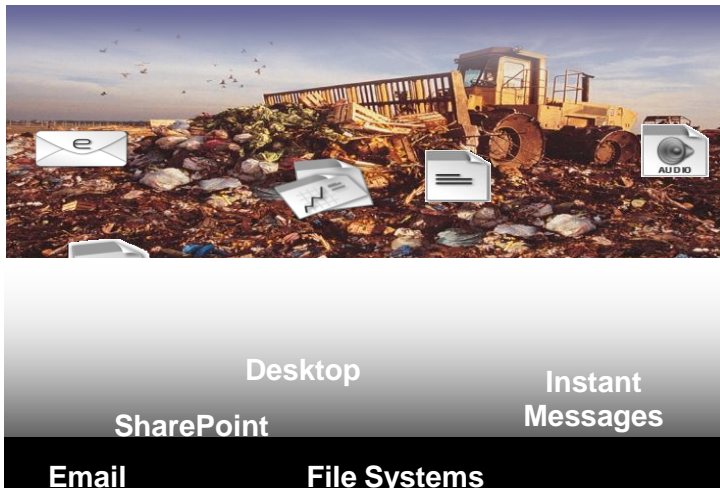 e
AUDIO
Desktop
Instant
Messages
SharePoint
Email
File Systems